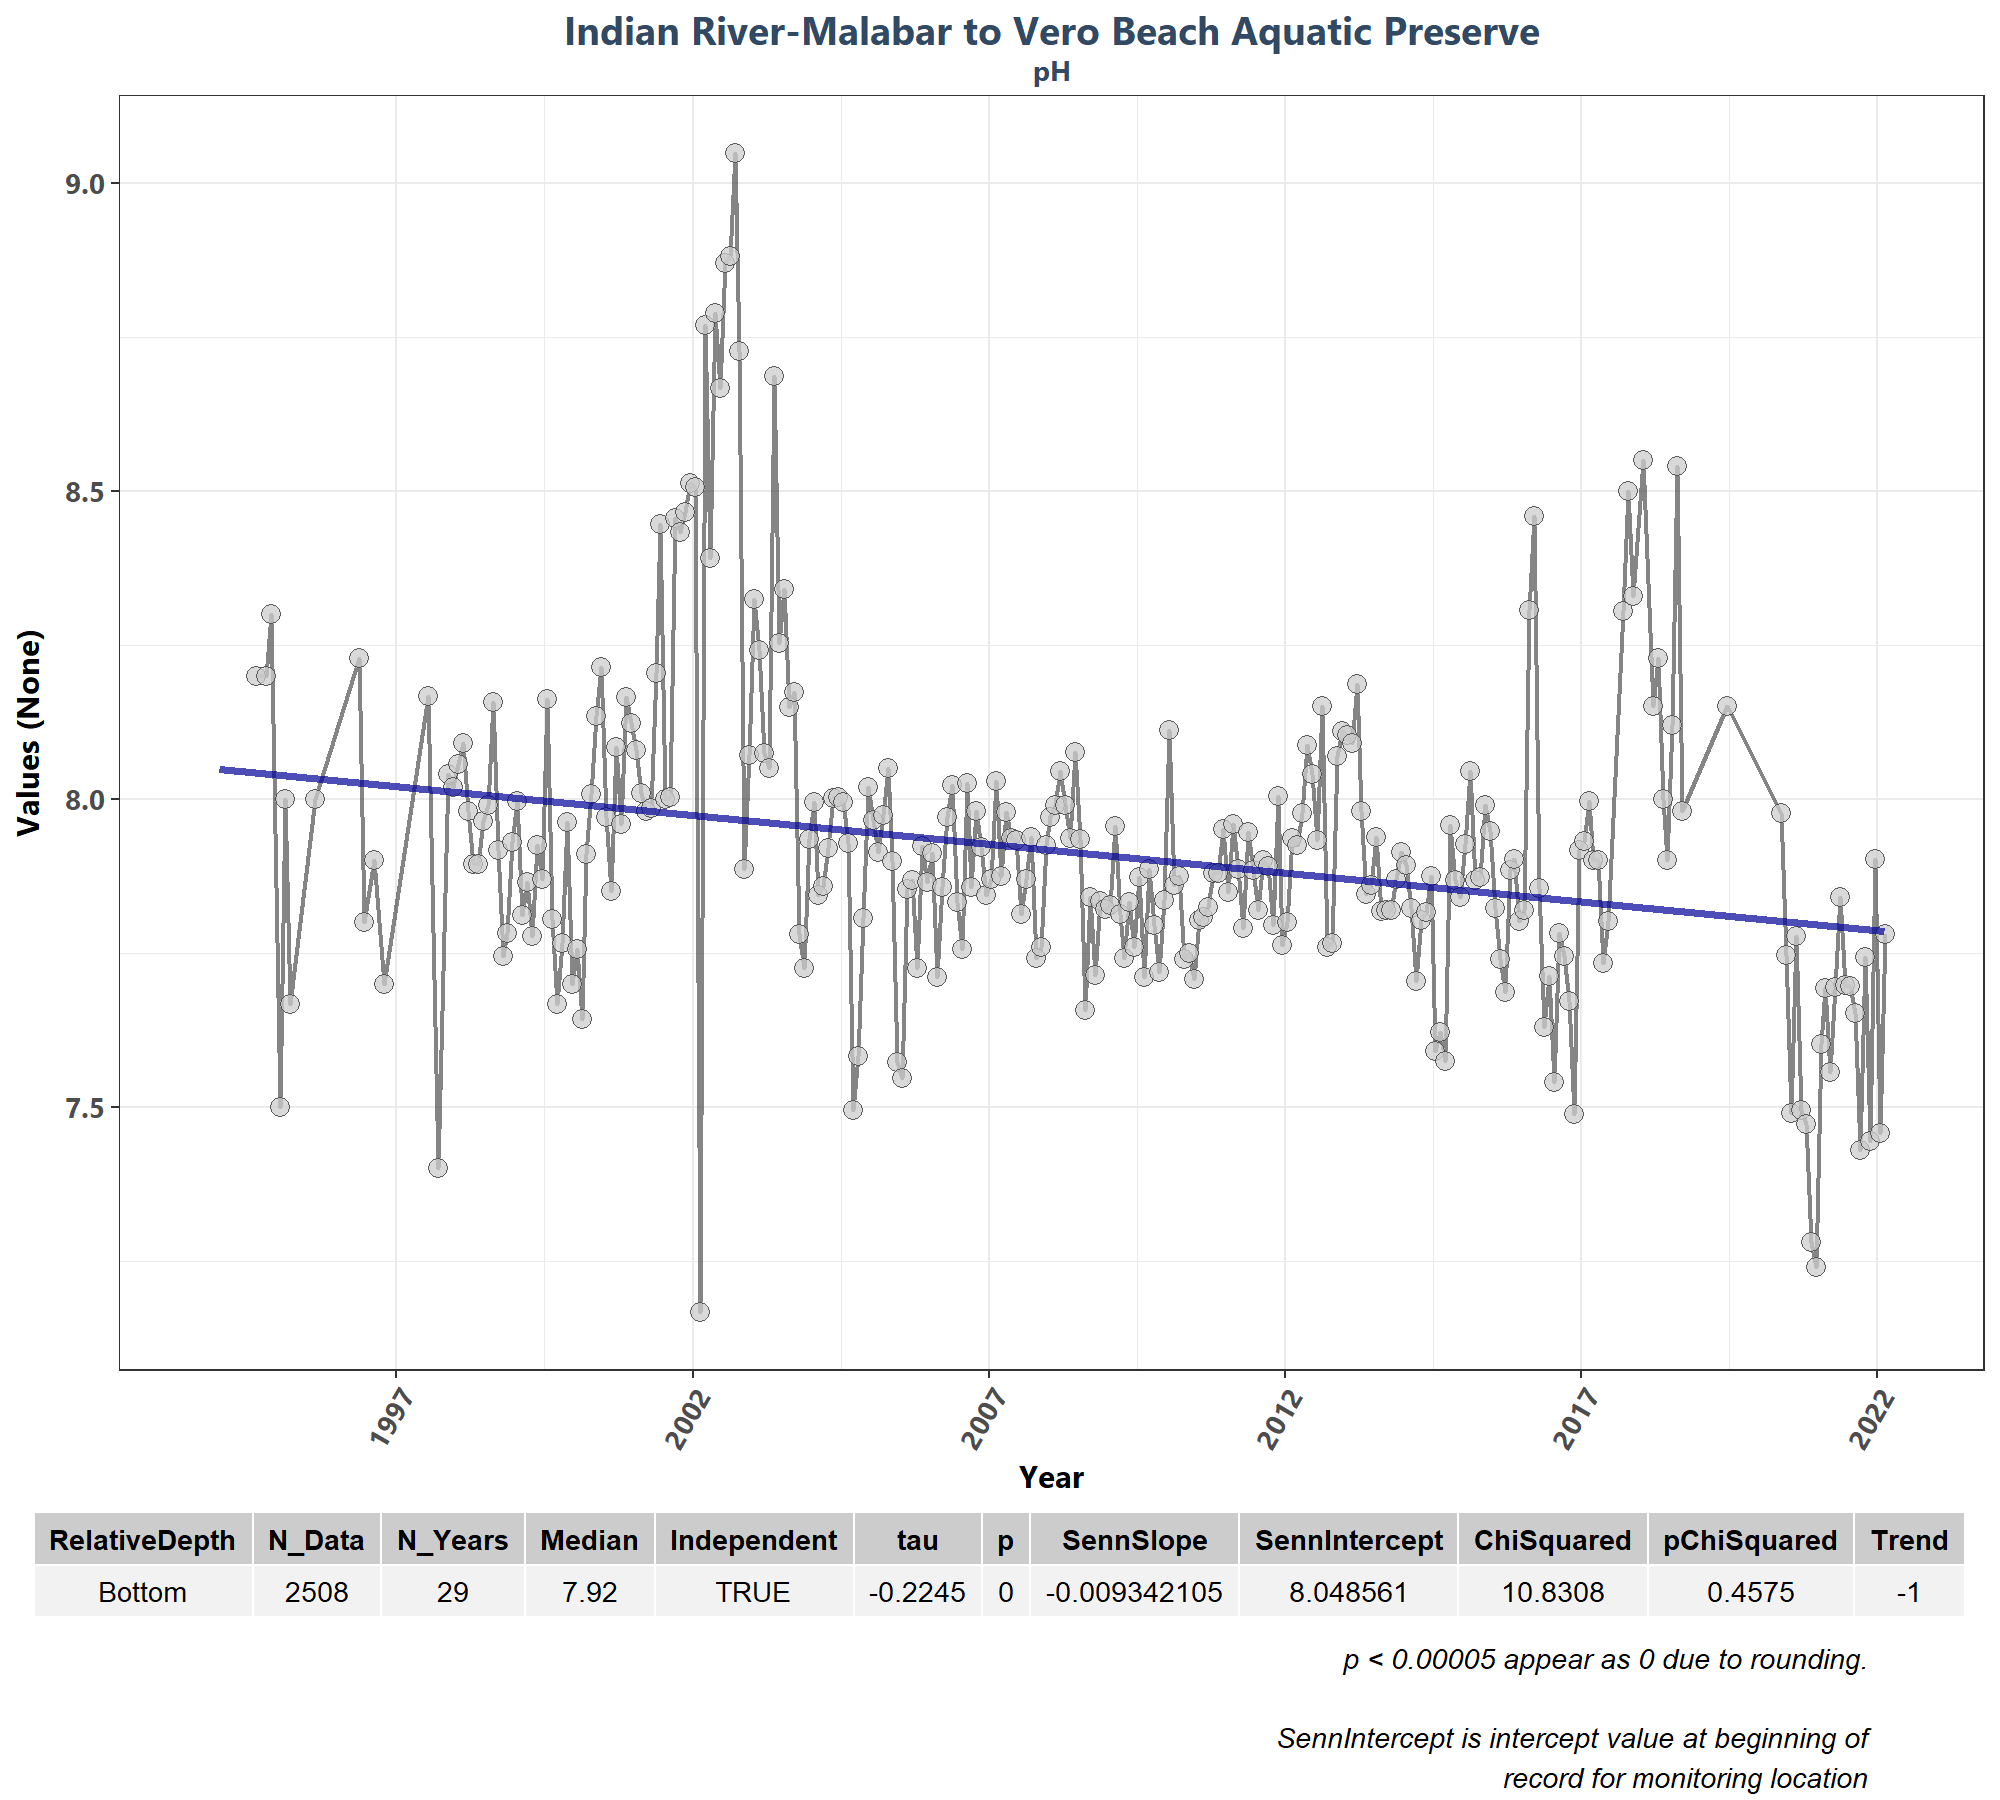 Indian River-Malabar to Vero Beach Aquatic Preserve
pH
9.0
8.5
8.0
7.5
Values (None)
1997 2002 2007 2012 2017 2022
Year
RelativeDepth N_Data N_Years Median Independent tau p SennSlope SennIntercept ChiSquared pChiSquared Trend
Bottom 2508 29 7.92 TRUE -0.2245 0 -0.009342105 8.048561 10.8308 0.4575 -1
p < 0.00005 appear as 0 due to rounding.
SennIntercept is intercept value at beginning of
record for monitoring location